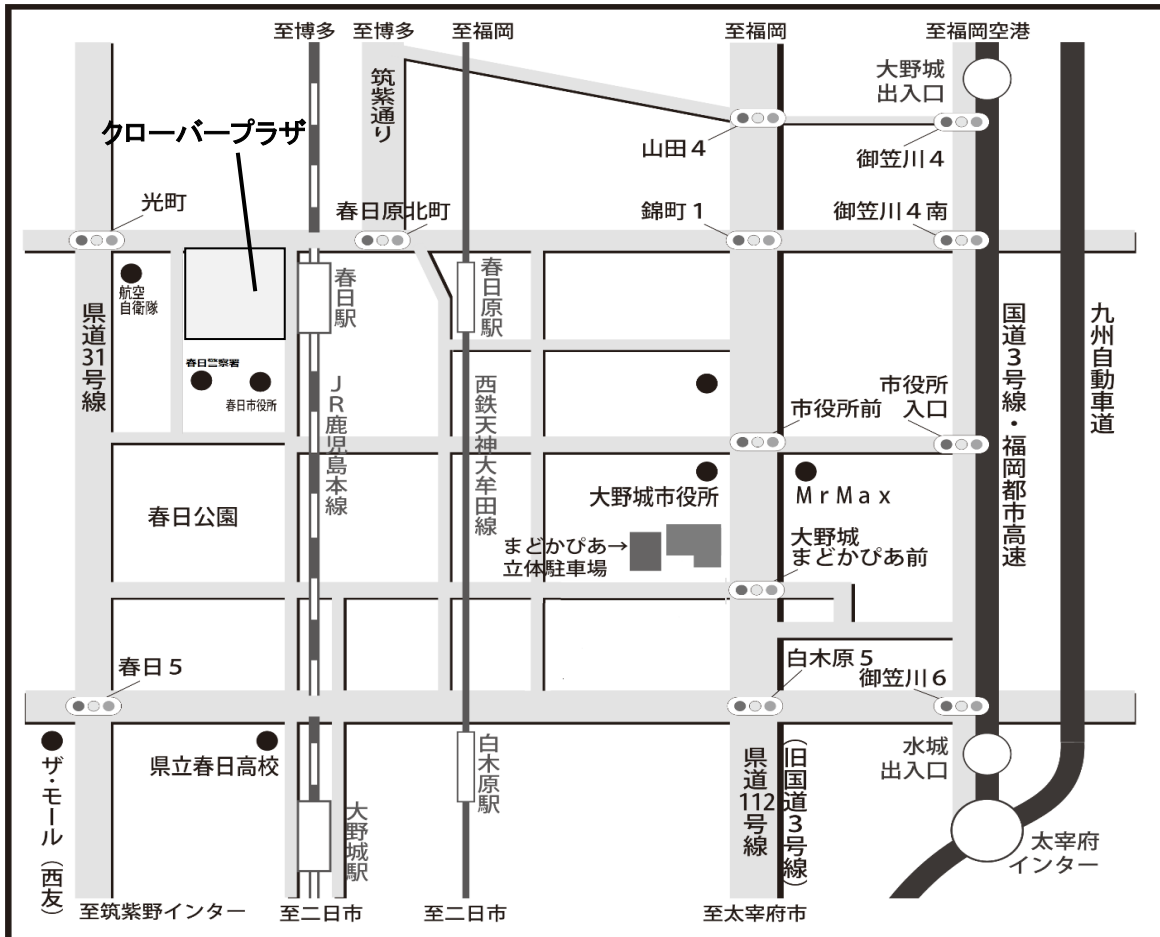 至博多
至博多
至福岡
至福岡
至福岡空港
大野城
出入口
筑紫通り
クローバープラザ
山田4
御笠川4
光町
春日原北町
錦町1
御笠川4南
航空
自衛隊
春日駅
春日原駅
県道31号線
国道3号線・福岡都市高速
九州自動車道
春日警察署
春日市役所
JR鹿児島本線
西鉄天神大牟田線
市役所前
市役所
入口
春日公園
大野城市役所
MrMax
まどかぴあ→
立体駐車場
大野城
まどかぴあ前
春日5
白木原5
御笠川6
ザ・モール(西友)
県立春日高校
白木原駅
県道112号線
(旧国道3号線)
水城
出入口
大野城駅
太宰府
インター
至筑紫野インター
至二日市
至二日市
至太宰府市